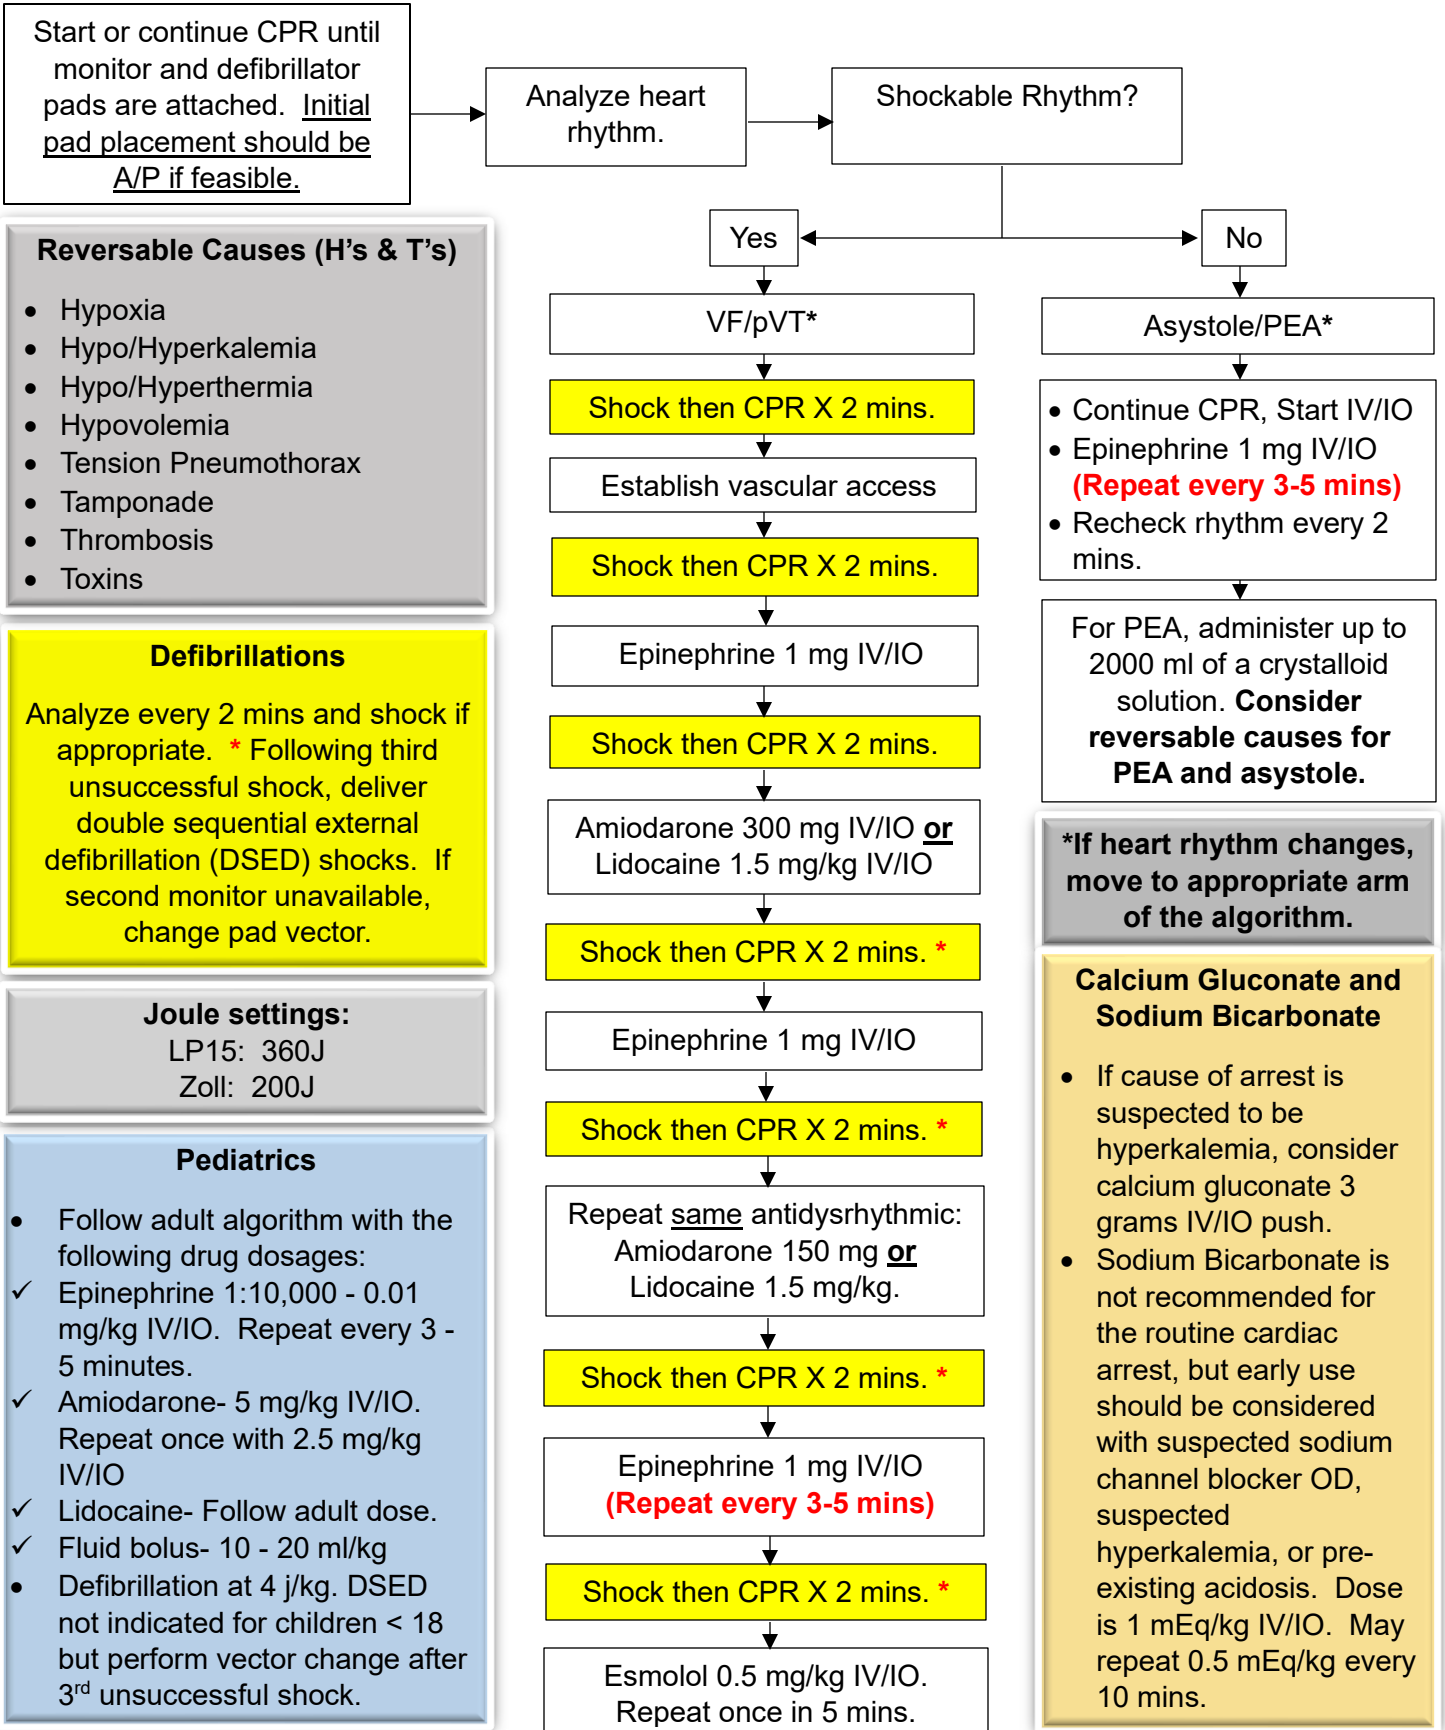 Start or continue CPR until
monitor and defibrillator
pads are attached.  Initial
pad placement should be
A/P if feasible.
Analyze heart
rhythm.
Shockable Rhythm?
Yes
No
Reversable Causes (H’s & T’s)
• Hypoxia
• Hypo/Hyperkalemia
• Hypo/Hyperthermia
• Hypovolemia
• Tension Pneumothorax
• Tamponade
• Thrombosis
• Toxins
Defibrillations
Analyze every 2 mins and shock if
appropriate.  * Following third
unsuccessful shock, deliver
double sequential external
defibrillation (DSED) shocks.  If
second monitor unavailable,
change pad vector.
Joule settings:
LP15:  360J
Zoll:  200J
Pediatrics
• Follow adult algorithm with the
following drug dosages:
✓ Epinephrine 1:10,000 - 0.01
mg/kg IV/IO.  Repeat every 3 -
5 minutes.
✓ Amiodarone- 5 mg/kg IV/IO.
Repeat once with 2.5 mg/kg
IV/IO
✓ Lidocaine- Follow adult dose.
✓ Fluid bolus- 10 - 20 ml/kg
• Defibrillation at 4 j/kg. DSED
not indicated for children < 18
but perform vector change after
3rd unsuccessful shock.
VF/pVT*
Shock then CPR X 2 mins.
Establish vascular access
Shock then CPR X 2 mins.
Epinephrine 1 mg IV/IO
Shock then CPR X 2 mins.
Amiodarone 300 mg IV/IO or
Lidocaine 1.5 mg/kg IV/IO
Shock then CPR X 2 mins. *
Epinephrine 1 mg IV/IO
Shock then CPR X 2 mins. *
Repeat same antidysrhythmic:
Amiodarone 150 mg or
Lidocaine 1.5 mg/kg.
Shock then CPR X 2 mins. *
Epinephrine 1 mg IV/IO
(Repeat every 3-5 mins)
Shock then CPR X 2 mins. *
Esmolol 0.5 mg/kg IV/IO.
Repeat once in 5 mins.
Asystole/PEA*
• Continue CPR, Start IV/IO
• Epinephrine 1 mg IV/IO
(Repeat every 3-5 mins)
• Recheck rhythm every 2
mins.
For PEA, administer up to
2000 ml of a crystalloid
solution. Consider
reversable causes for
PEA and asystole.
*If heart rhythm changes,
move to appropriate arm
of the algorithm.
Calcium Gluconate and
Sodium Bicarbonate
• If cause of arrest is
suspected to be
hyperkalemia, consider
calcium gluconate 3
grams IV/IO push.
• Sodium Bicarbonate is
not recommended for
the routine cardiac
arrest, but early use
should be considered
with suspected sodium
channel blocker OD,
suspected
hyperkalemia, or pre-
existing acidosis.  Dose
is 1 mEq/kg IV/IO.  May
repeat 0.5 mEq/kg every
10 mins.